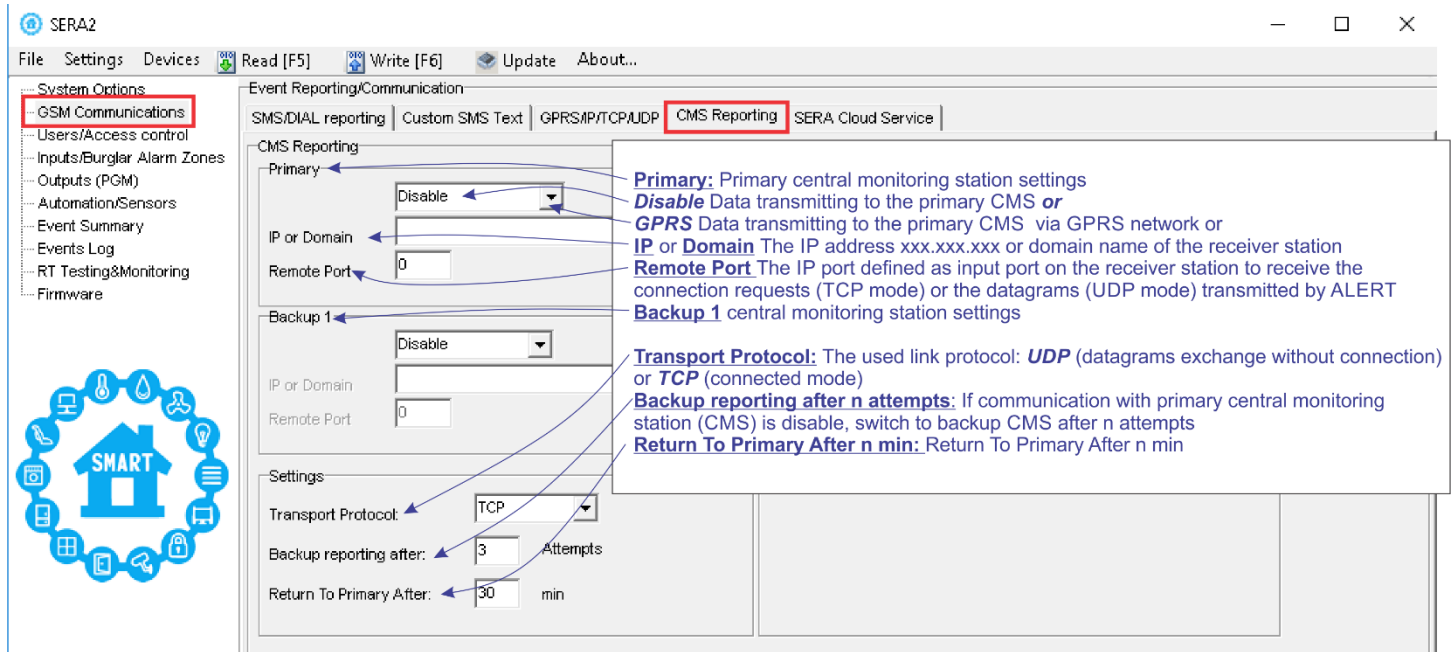 SERA2
File Settings Devices Read [F5] Write [F6] Update About...
System Options
GSM Communications
Users/Access control
Inputs/Burglar Alarm Zones
Outputs (PGM)
Automation/Sensors
Event Summary
Events Log
RT Testing&Monitoring
Firmware
SMART
Event Reporting/Communication
SMS/DIAL reporting Custom SMS Text GPRS/IP/TCP/UDP CMS Reporting SERA Cloud Service
CMS Reporting
Primary
Disable
IP or Domain
Remote Port 0
Backup 1
Disable
IP or Domain
Remote Port 0
Settings
Transport Protocol: TCP
Backup reporting after: 3 Attempts
Return To Primary After: 30 min
Primary: Primary central monitoring station settings
Disable Data transmitting to the primary CMS or
GPRS Data transmitting to the primary CMS via GPRS network or
IP or Domain The IP address xxx.xxx.xxx or domain name of the receiver station
Remote Port The IP port defined as input port on the receiver station to receive the
connection requests (TCP mode) or the datagrams (UDP mode) transmitted by ALERT
Backup 1 central monitoring station settings
Transport Protocol: The used link protocol: UDP (datagrams exchange without connection)
or TCP (connected mode)
Backup reporting after n attempts: If communication with primary central monitoring
station (CMS) is disable, switch to backup CMS after n attempts
Return To Primary After n min: Return To Primary After n min